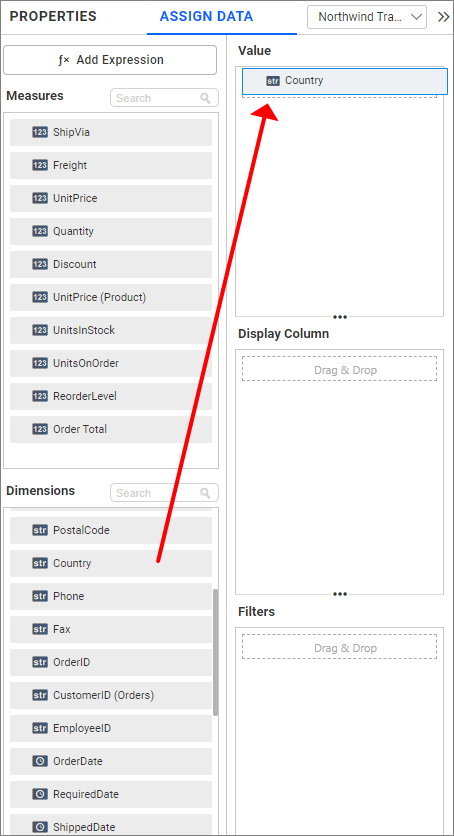 PROPERTIES
ASSIGN DATA
Northwind Tra...
ƒ× Add Expression
Measures
Search
123 ShipVia
123 Freight
123 UnitPrice
123 Quantity
123 Discount
123 UnitPrice (Product)
123 UnitsInStock
123 UnitsOnOrder
123 ReorderLevel
123 Order Total
Dimensions
Search
str PostalCode
str Country
str Phone
str Fax
str OrderID
str CustomerID (Orders)
str EmployeeID
OrderDate
RequiredDate
ShippedDate
Value
str Country
Display Column
Drag & Drop
Filters
Drag & Drop